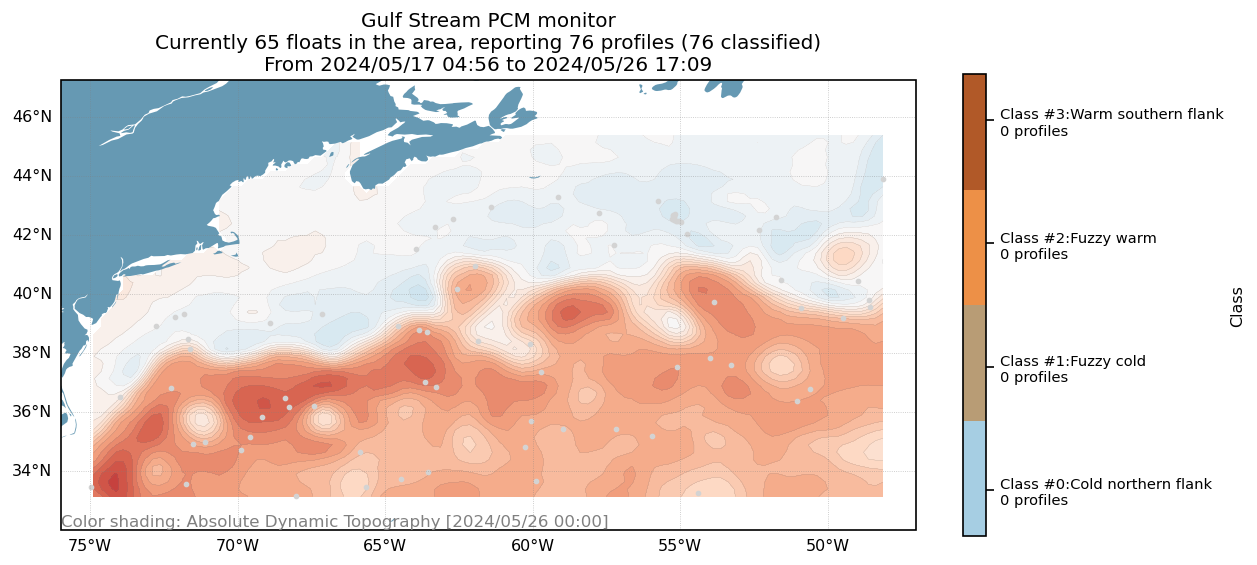 Gulf Stream PCM monitor
Currently 65 floats in the area, reporting 76 profiles (76 classified)
From 2024/05/17 04:56 to 2024/05/26 17:09
46°N
44°N
42°N
40°N
38°N
36°N
34°N
Color shading: Absolute Dynamic Topography [2024/05/26 00:00]
75°W
70°W
65°W
60°W
55°W
50°W
Class #3:Warm southern flank
0 profiles
Class #2:Fuzzy warm
0 profiles
Class #1:Fuzzy cold
0 profiles
Class #0:Cold northern flank
0 profiles
Class